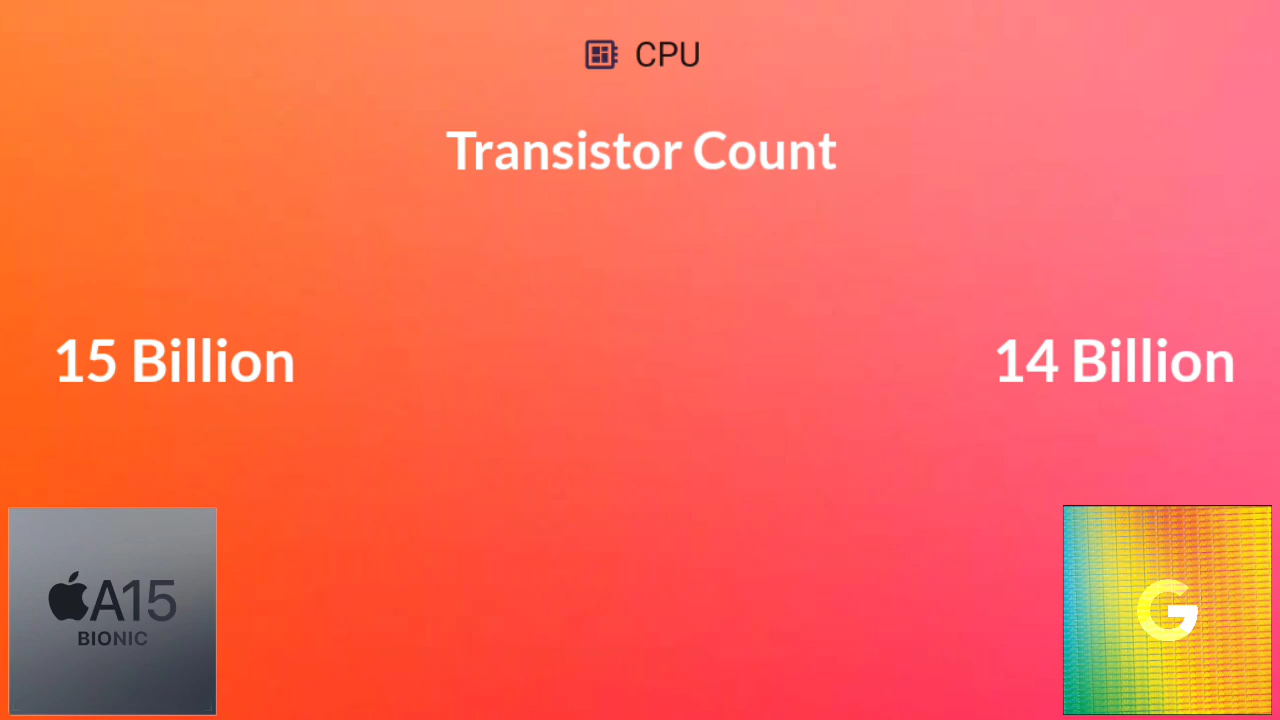 CPU
Transistor Count
15 Billion
14 Billion
A15
BIONIC
G